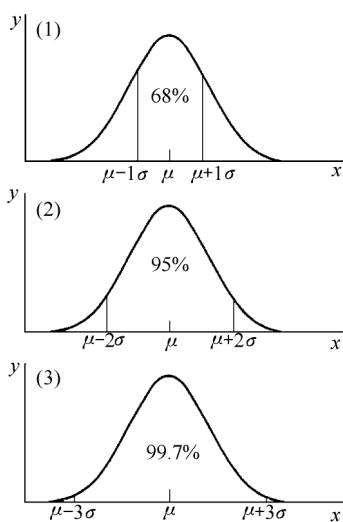 y (1)
68%
μ−1σ μ μ+1σ x
y (2)
95%
μ−2σ μ μ+2σ x
y (3)
99.7%
μ−3σ μ μ+3σ x